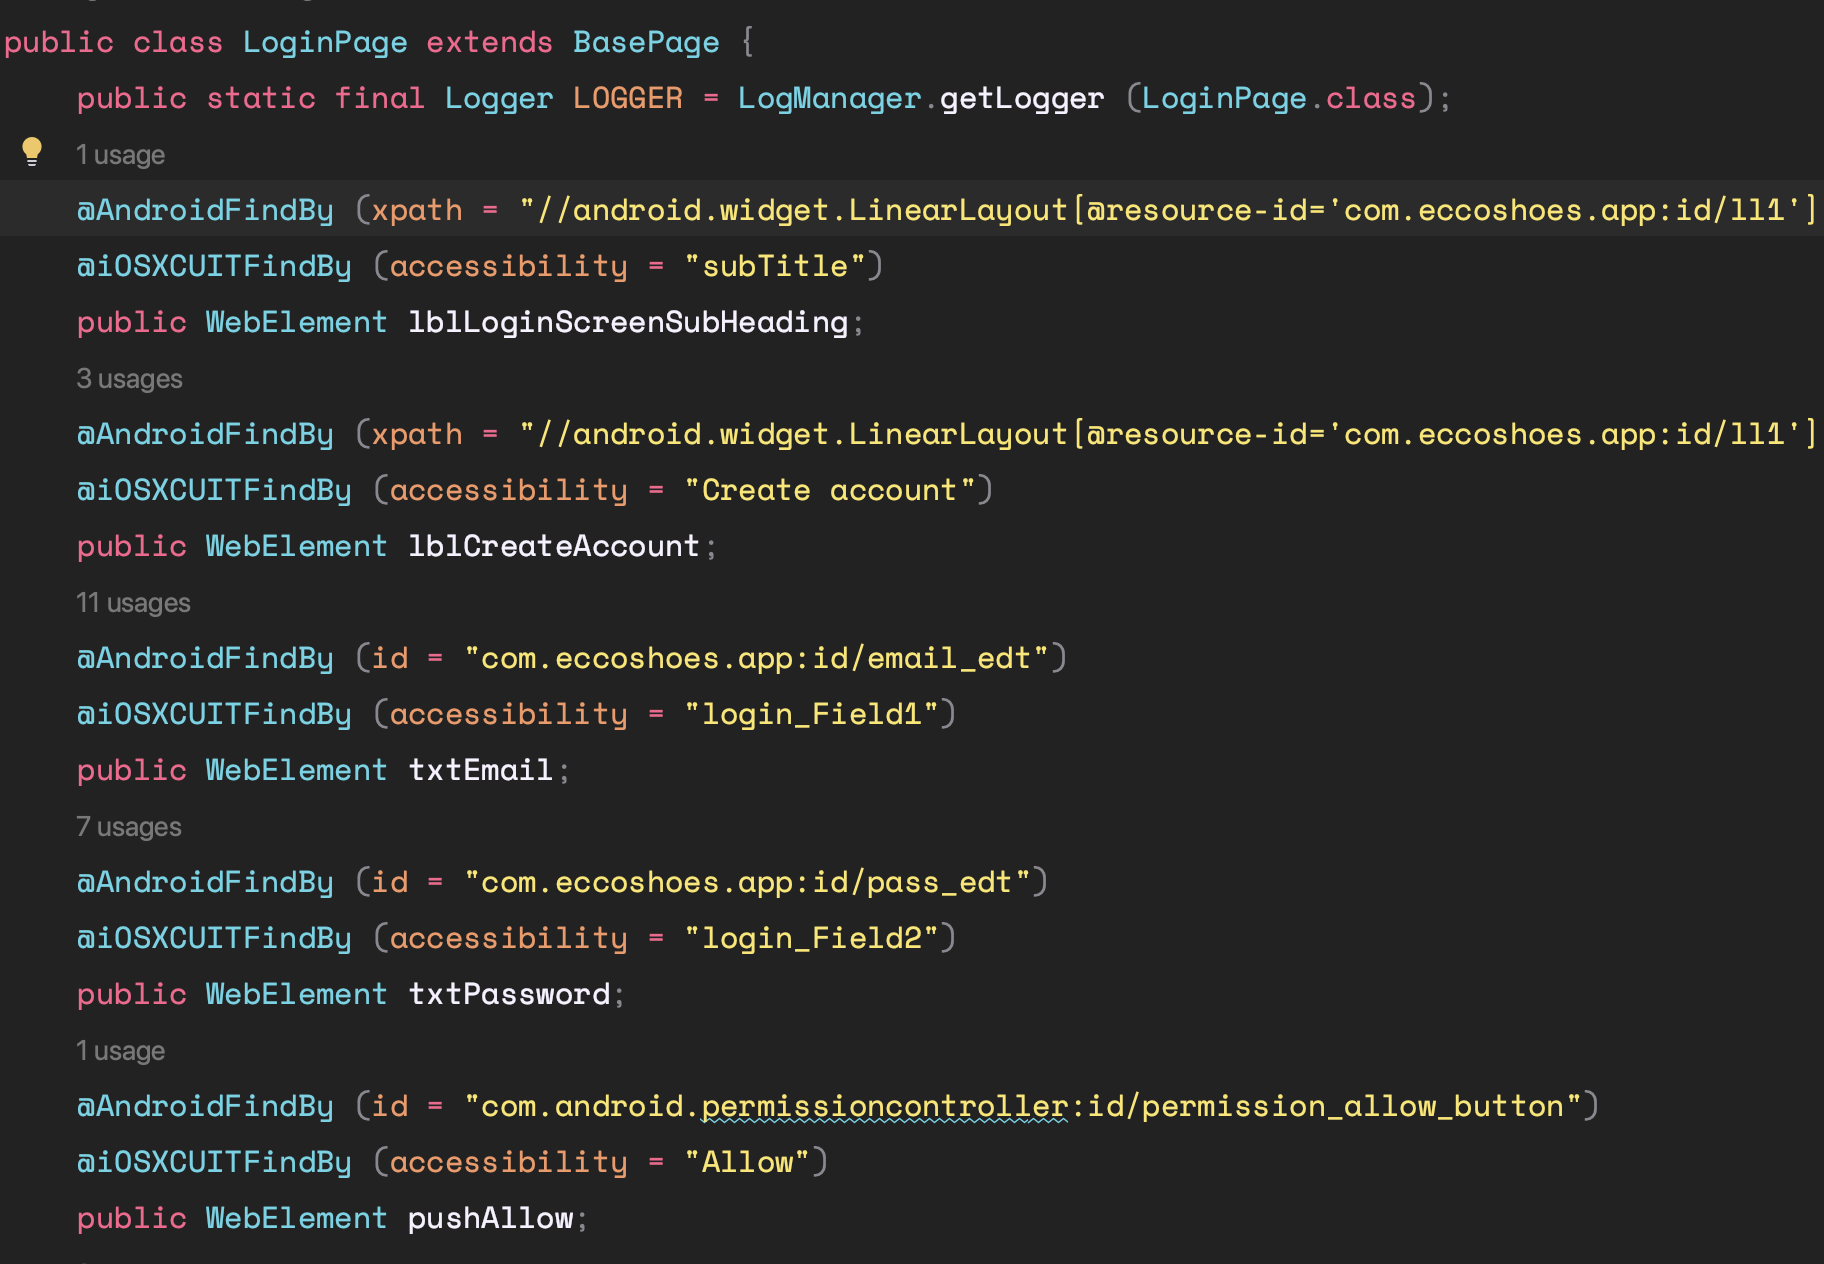 public class LoginPage extends BasePage {
public static final Logger LOGGER = LogManager.getLogger (LoginPage.class);
1 usage
@AndroidFindBy (xpath = "//android.widget.LinearLayout[@resource-id='com.eccoshoes.app:id/ll1']
@iOSXCUITFindBy (accessibility = "subTitle")
public WebElement lblLoginScreenSubHeading;
3 usages
@AndroidFindBy (xpath = "//android.widget.LinearLayout[@resource-id='com.eccoshoes.app:id/ll1']
@iOSXCUITFindBy (accessibility = "Create account")
public WebElement lblCreateAccount;
11 usages
@AndroidFindBy (id = "com.eccoshoes.app:id/email_edt")
@iOSXCUITFindBy (accessibility = "login_Field1")
public WebElement txtEmail;
7 usages
@AndroidFindBy (id = "com.eccoshoes.app:id/pass_edt")
@iOSXCUITFindBy (accessibility = "login_Field2")
public WebElement txtPassword;
1 usage
@AndroidFindBy (id = "com.android.permissioncontroller:id/permission_allow_button")
@iOSXCUITFindBy (accessibility = "Allow")
public WebElement pushAllow;